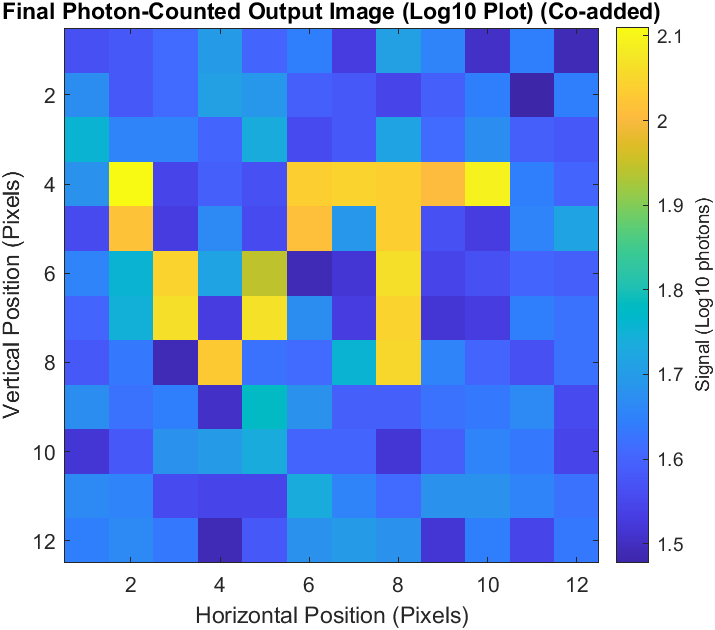 Final Photon-Counted Output Image (Log10 Plot) (Co-added)
Vertical Position (Pixels)
2
4
6
8
10
12
2 4 6 8 10 12
Horizontal Position (Pixels)
2.1
2
1.9
1.8
1.7
1.6
1.5
Signal (Log10 photons)
VT